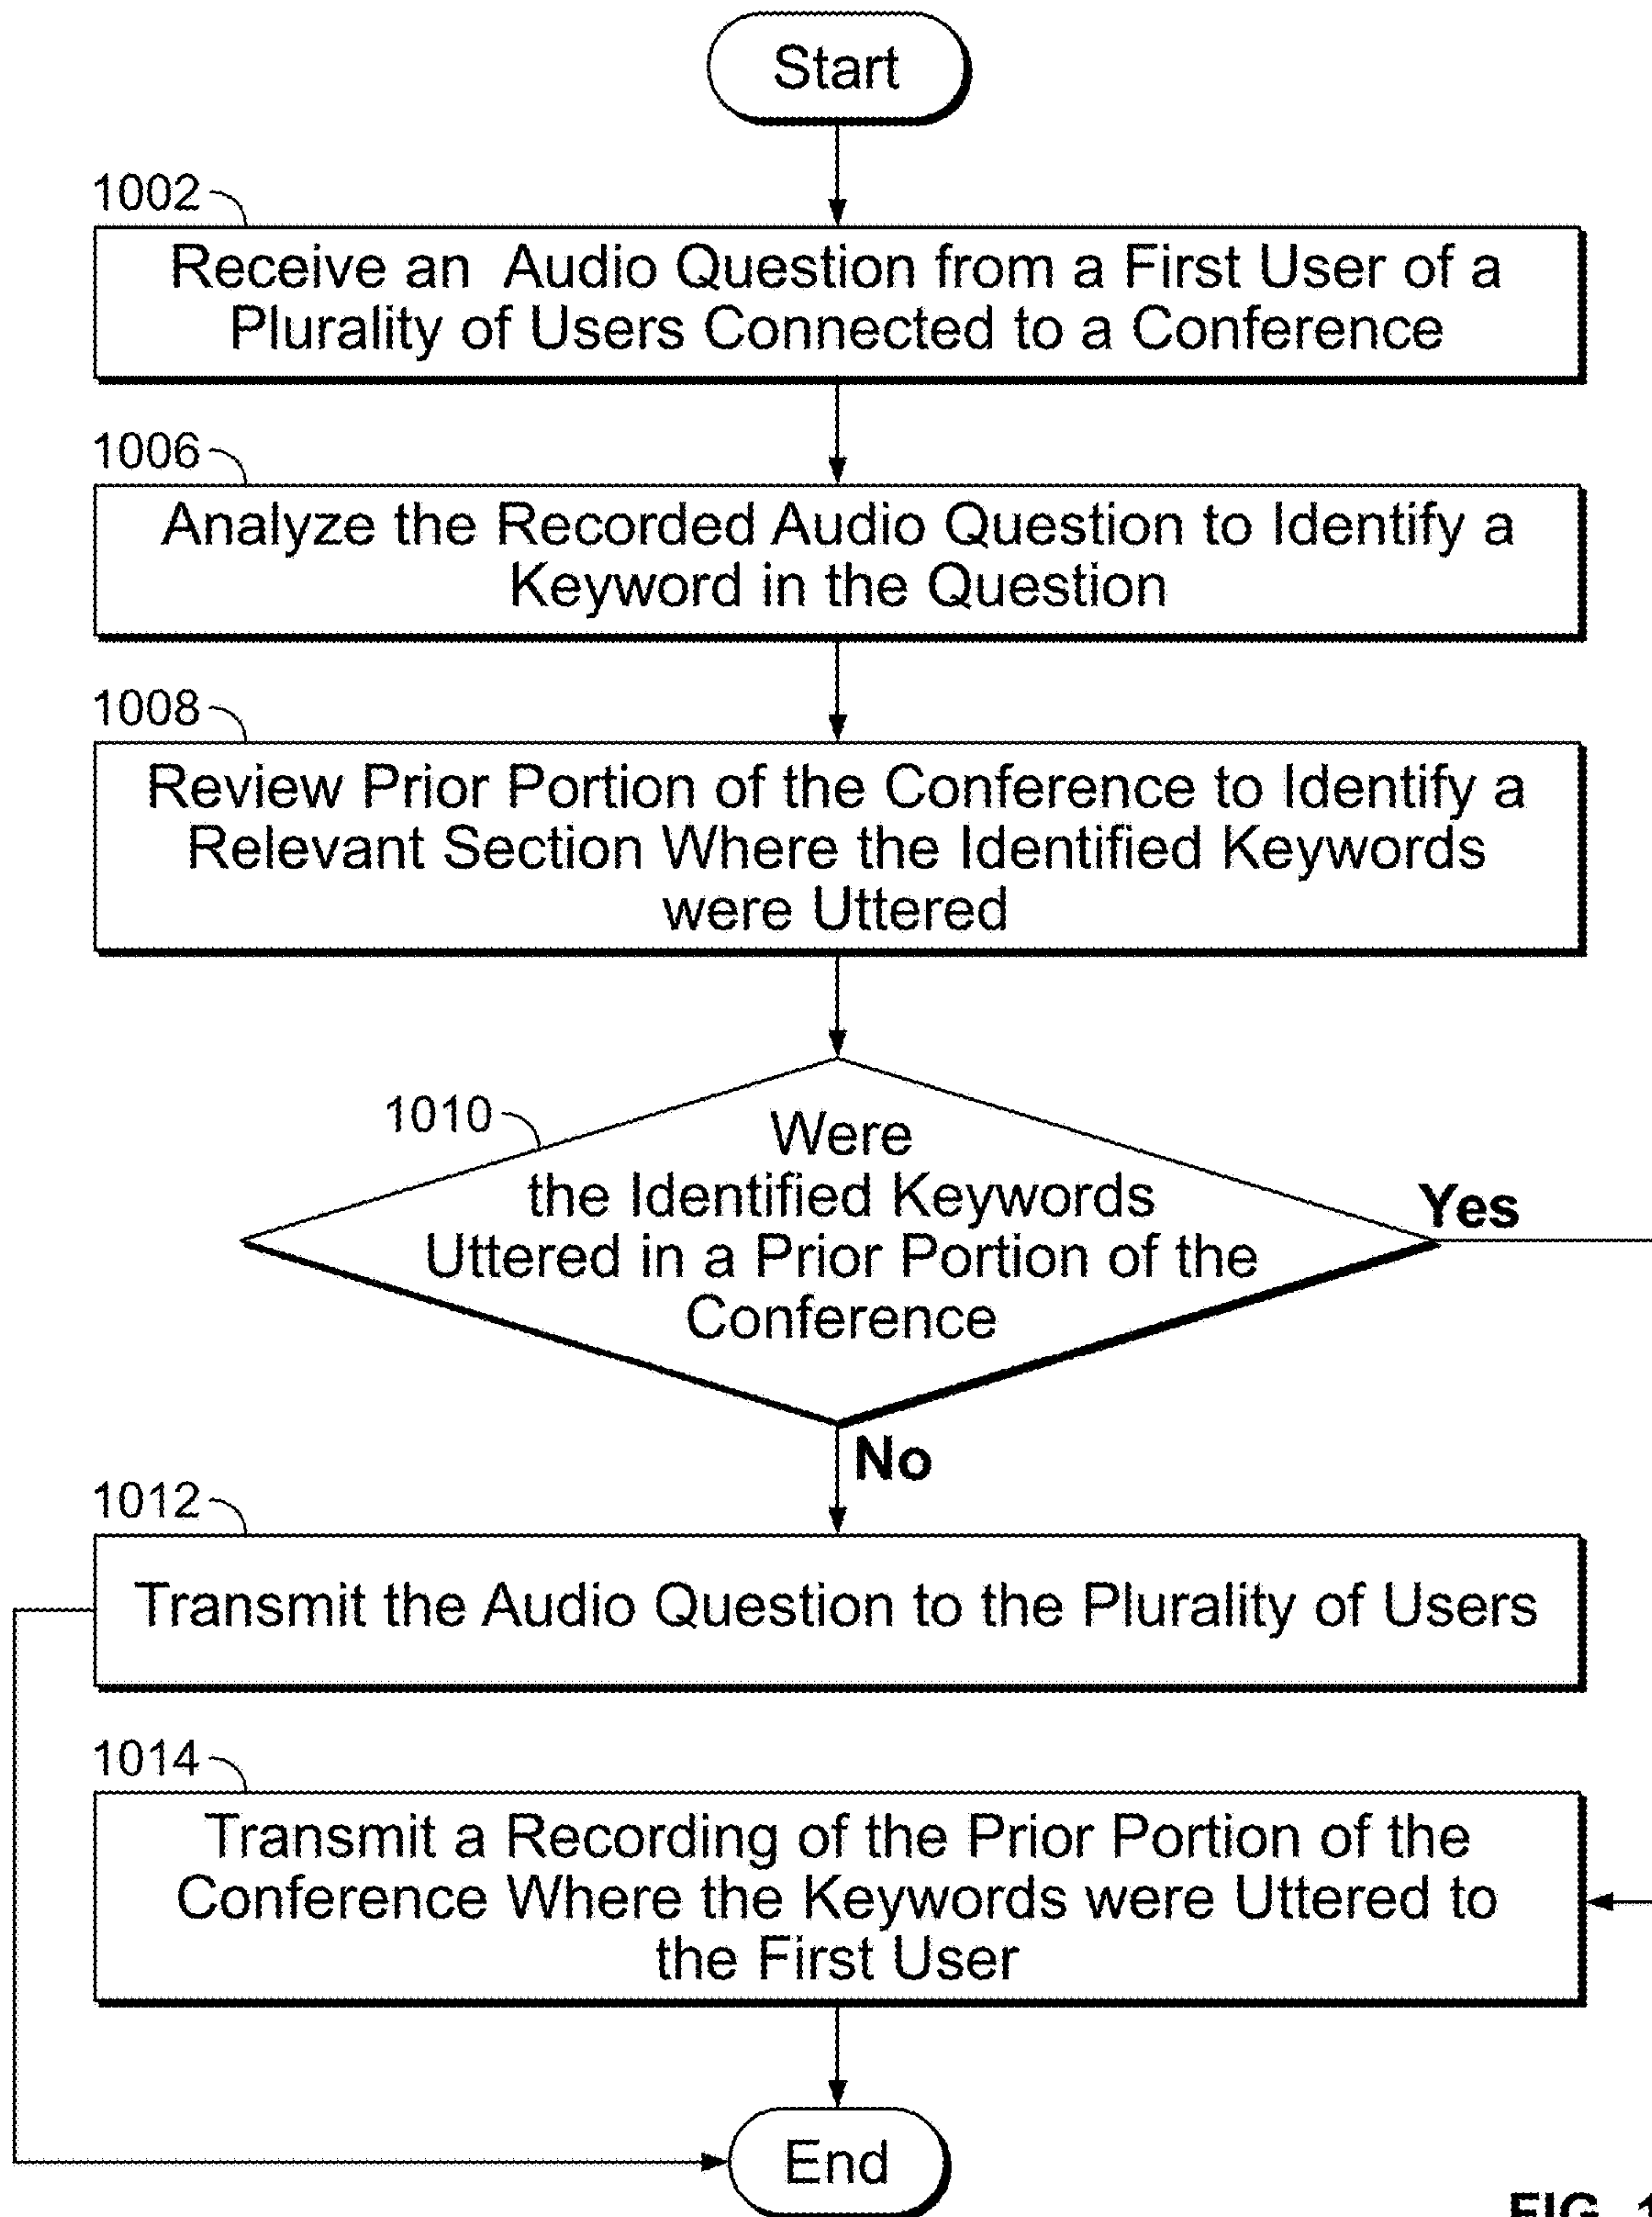 Start
1002
Receive an Audio Question from a First User of a
Plurality of Users Connected to a Conference
1006
Analyze the Recorded Audio Question to Identify a
Keyword in the Question
1008
Review Prior Portion of the Conference to Identify a
Relevant Section Where the Identified Keywords
were Uttered
1010
Were
the Identified Keywords
Uttered in a Prior Portion of the
Conference
Yes
No
1012
Transmit the Audio Question to the Plurality of Users
1014
Transmit a Recording of the Prior Portion of the
Conference Where the Keywords were Uttered to
the First User
End
FIG.